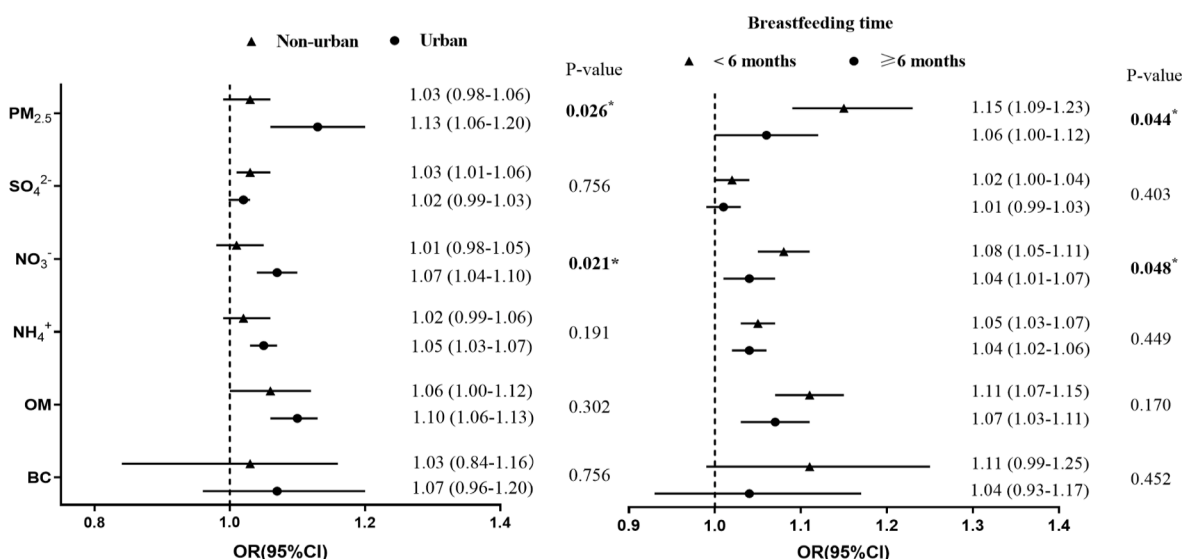 ▲ Non-urban ● Urban
P-value
PM2.5
1.03 (0.98-1.06)
1.13 (1.06-1.20)
0.026*
SO4 2-
1.03 (1.01-1.06)
1.02 (0.99-1.03)
0.756
NO3-
1.01 (0.98-1.05)
1.07 (1.04-1.10)
0.021*
NH4+
1.02 (0.99-1.06)
1.05 (1.03-1.07)
0.191
OM
1.06 (1.00-1.12)
1.10 (1.06-1.13)
0.302
BC
1.03 (0.84-1.16)
1.07 (0.96-1.20)
0.756
0.8 1.0 1.2 1.4
OR(95%CI)
Breastfeeding time
▲ < 6 months ● ≥6 months
P-value
1.15 (1.09-1.23)
1.06 (1.00-1.12)
0.044*
1.02 (1.00-1.04)
1.01 (0.99-1.03)
0.403
1.08 (1.05-1.11)
1.04 (1.01-1.07)
0.048*
1.05 (1.03-1.07)
1.04 (1.02-1.06)
0.449
1.11 (1.07-1.15)
1.07 (1.03-1.11)
0.170
1.11 (0.99-1.25)
1.04 (0.93-1.17)
0.452
0.9 1.0 1.1 1.2 1.3 1.4
OR(95%CI)